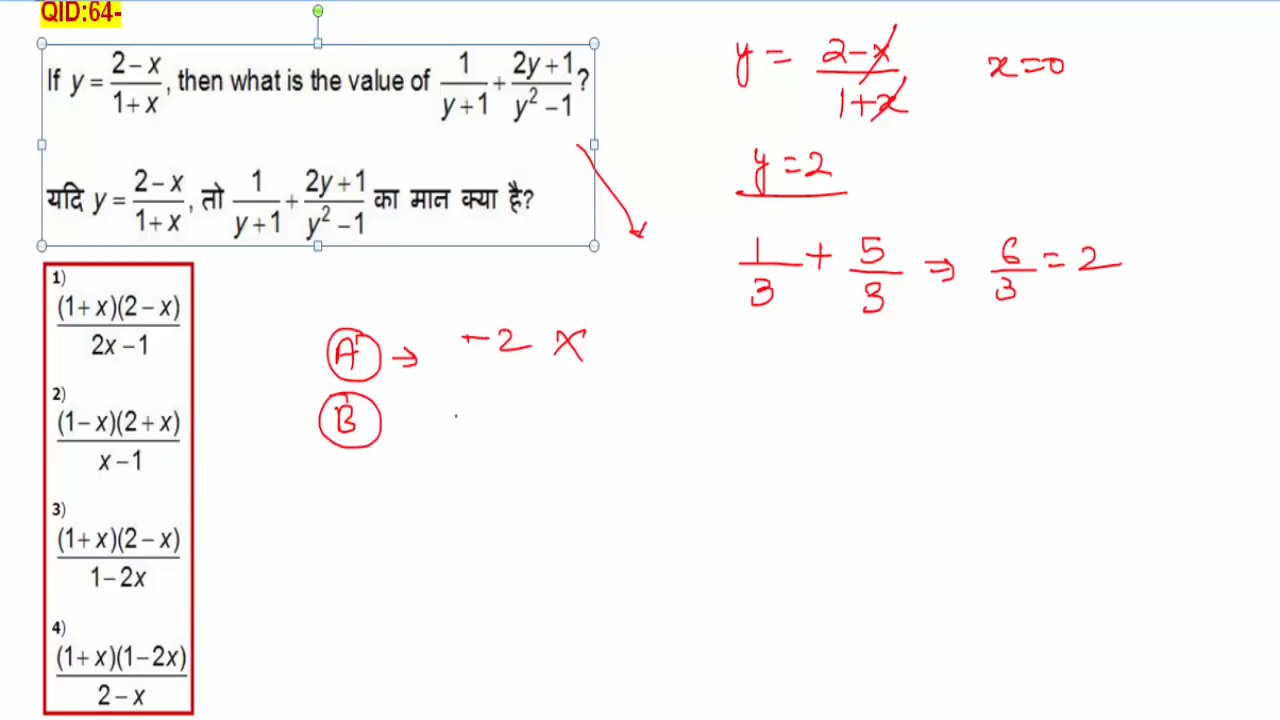 QID:64-
If y = (2 − x)/(1 + x), then what is the value of 1/(y + 1) + (2y + 1)/(y² − 1)?
यदि y = (2 − x)/(1 + x), तो 1/(y + 1) + (2y + 1)/(y² − 1) का मान क्या है?
1)
(1 + x)(2 − x)/(2x − 1)
2)
(1 − x)(2 + x)/(x − 1)
3)
(1 + x)(2 − x)/(1 − 2x)
4)
(1 + x)(1 − 2x)/(2 − x)
y = (2 − x)/(1 + x) x = 0
y = 2
1/3 + 5/3 ⇒ 6/3 = 2
A → −2 X
B